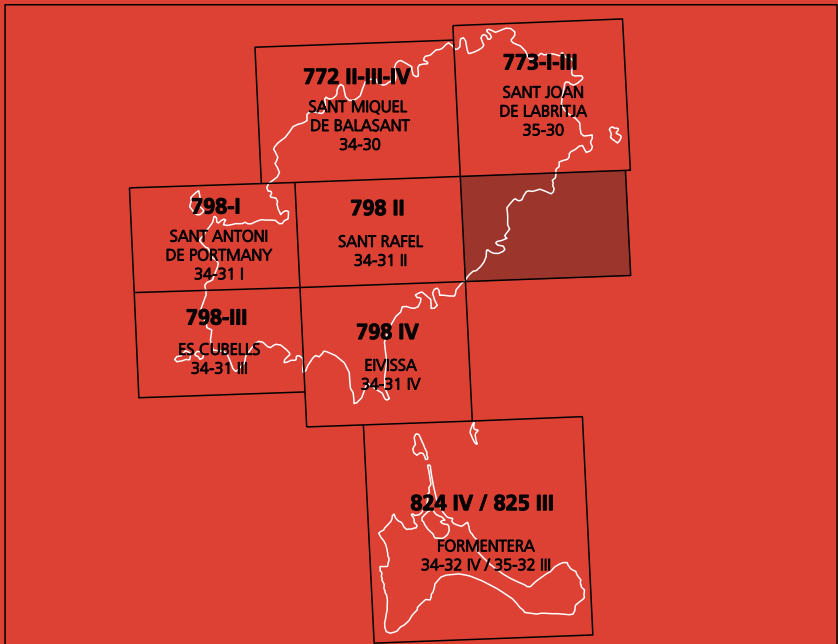 772 II-III-IV
SANT MIQUEL
DE BALASANT
34-30
773-I-III
SANT JOAN
DE LABRITJA
35-30
798-I
SANT ANTONI
DE PORTMANY
34-31 I
798 II
SANT RAFEL
34-31 II
798-III
ES CUBELLS
34-31 III
798 IV
EIVISSA
34-31 IV
824 IV / 825 III
FORMENTERA
34-32 IV / 35-32 III